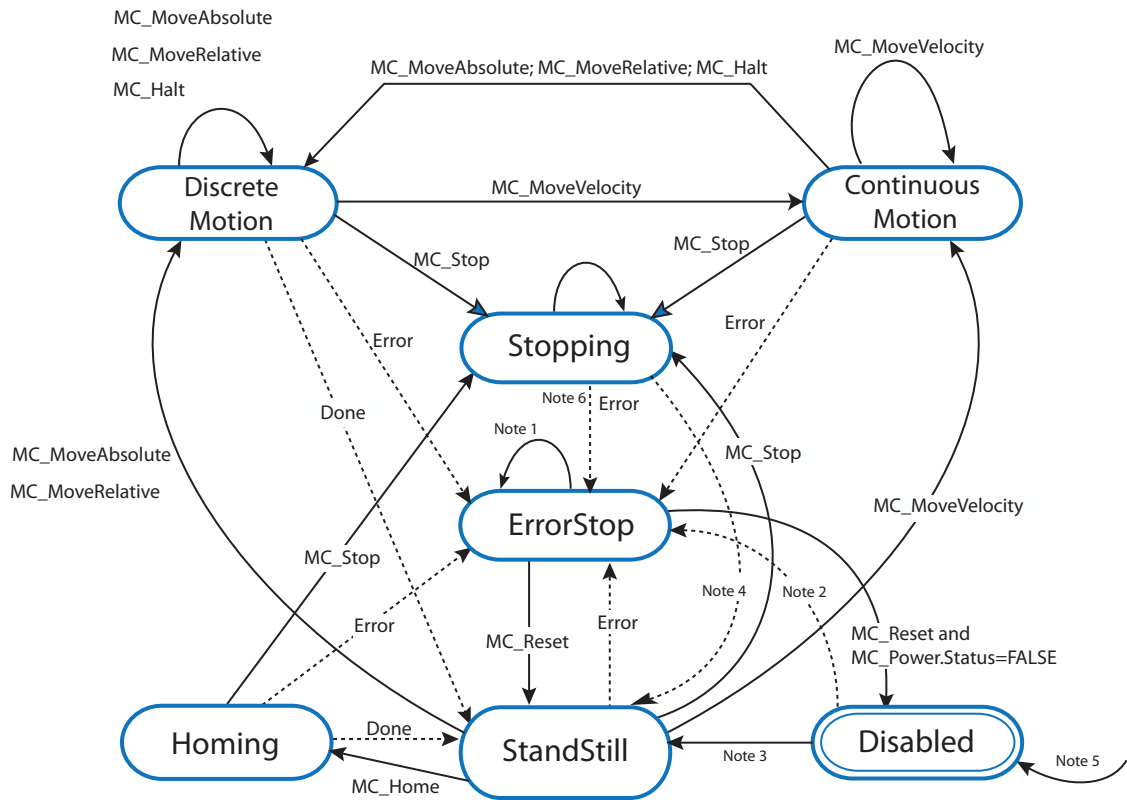 MC_MoveAbsolute
MC_MoveRelative
MC_Halt
MC_MoveAbsolute; MC_MoveRelative; MC_Halt
MC_MoveVelocity
Discrete
Motion
MC_MoveVelocity
Continuous
Motion
MC_Stop
MC_Stop
Stopping
Error
Error
Note 6
Error
Done
Note 1
MC_Stop
MC_MoveAbsolute
MC_MoveRelative
MC_MoveVelocity
ErrorStop
MC_Stop
Note 4
Note 2
Error
Error
MC_Reset
MC_Reset and
MC_Power.Status=FALSE
Homing
Done
StandStill
Note 3
Disabled
Note 5
MC_Home